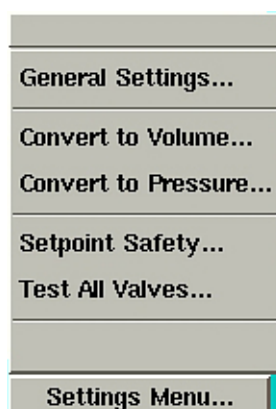 General Settings...
Convert to Volume...
Convert to Pressure...
Setpoint Safety...
Test All Valves...
Settings Menu...